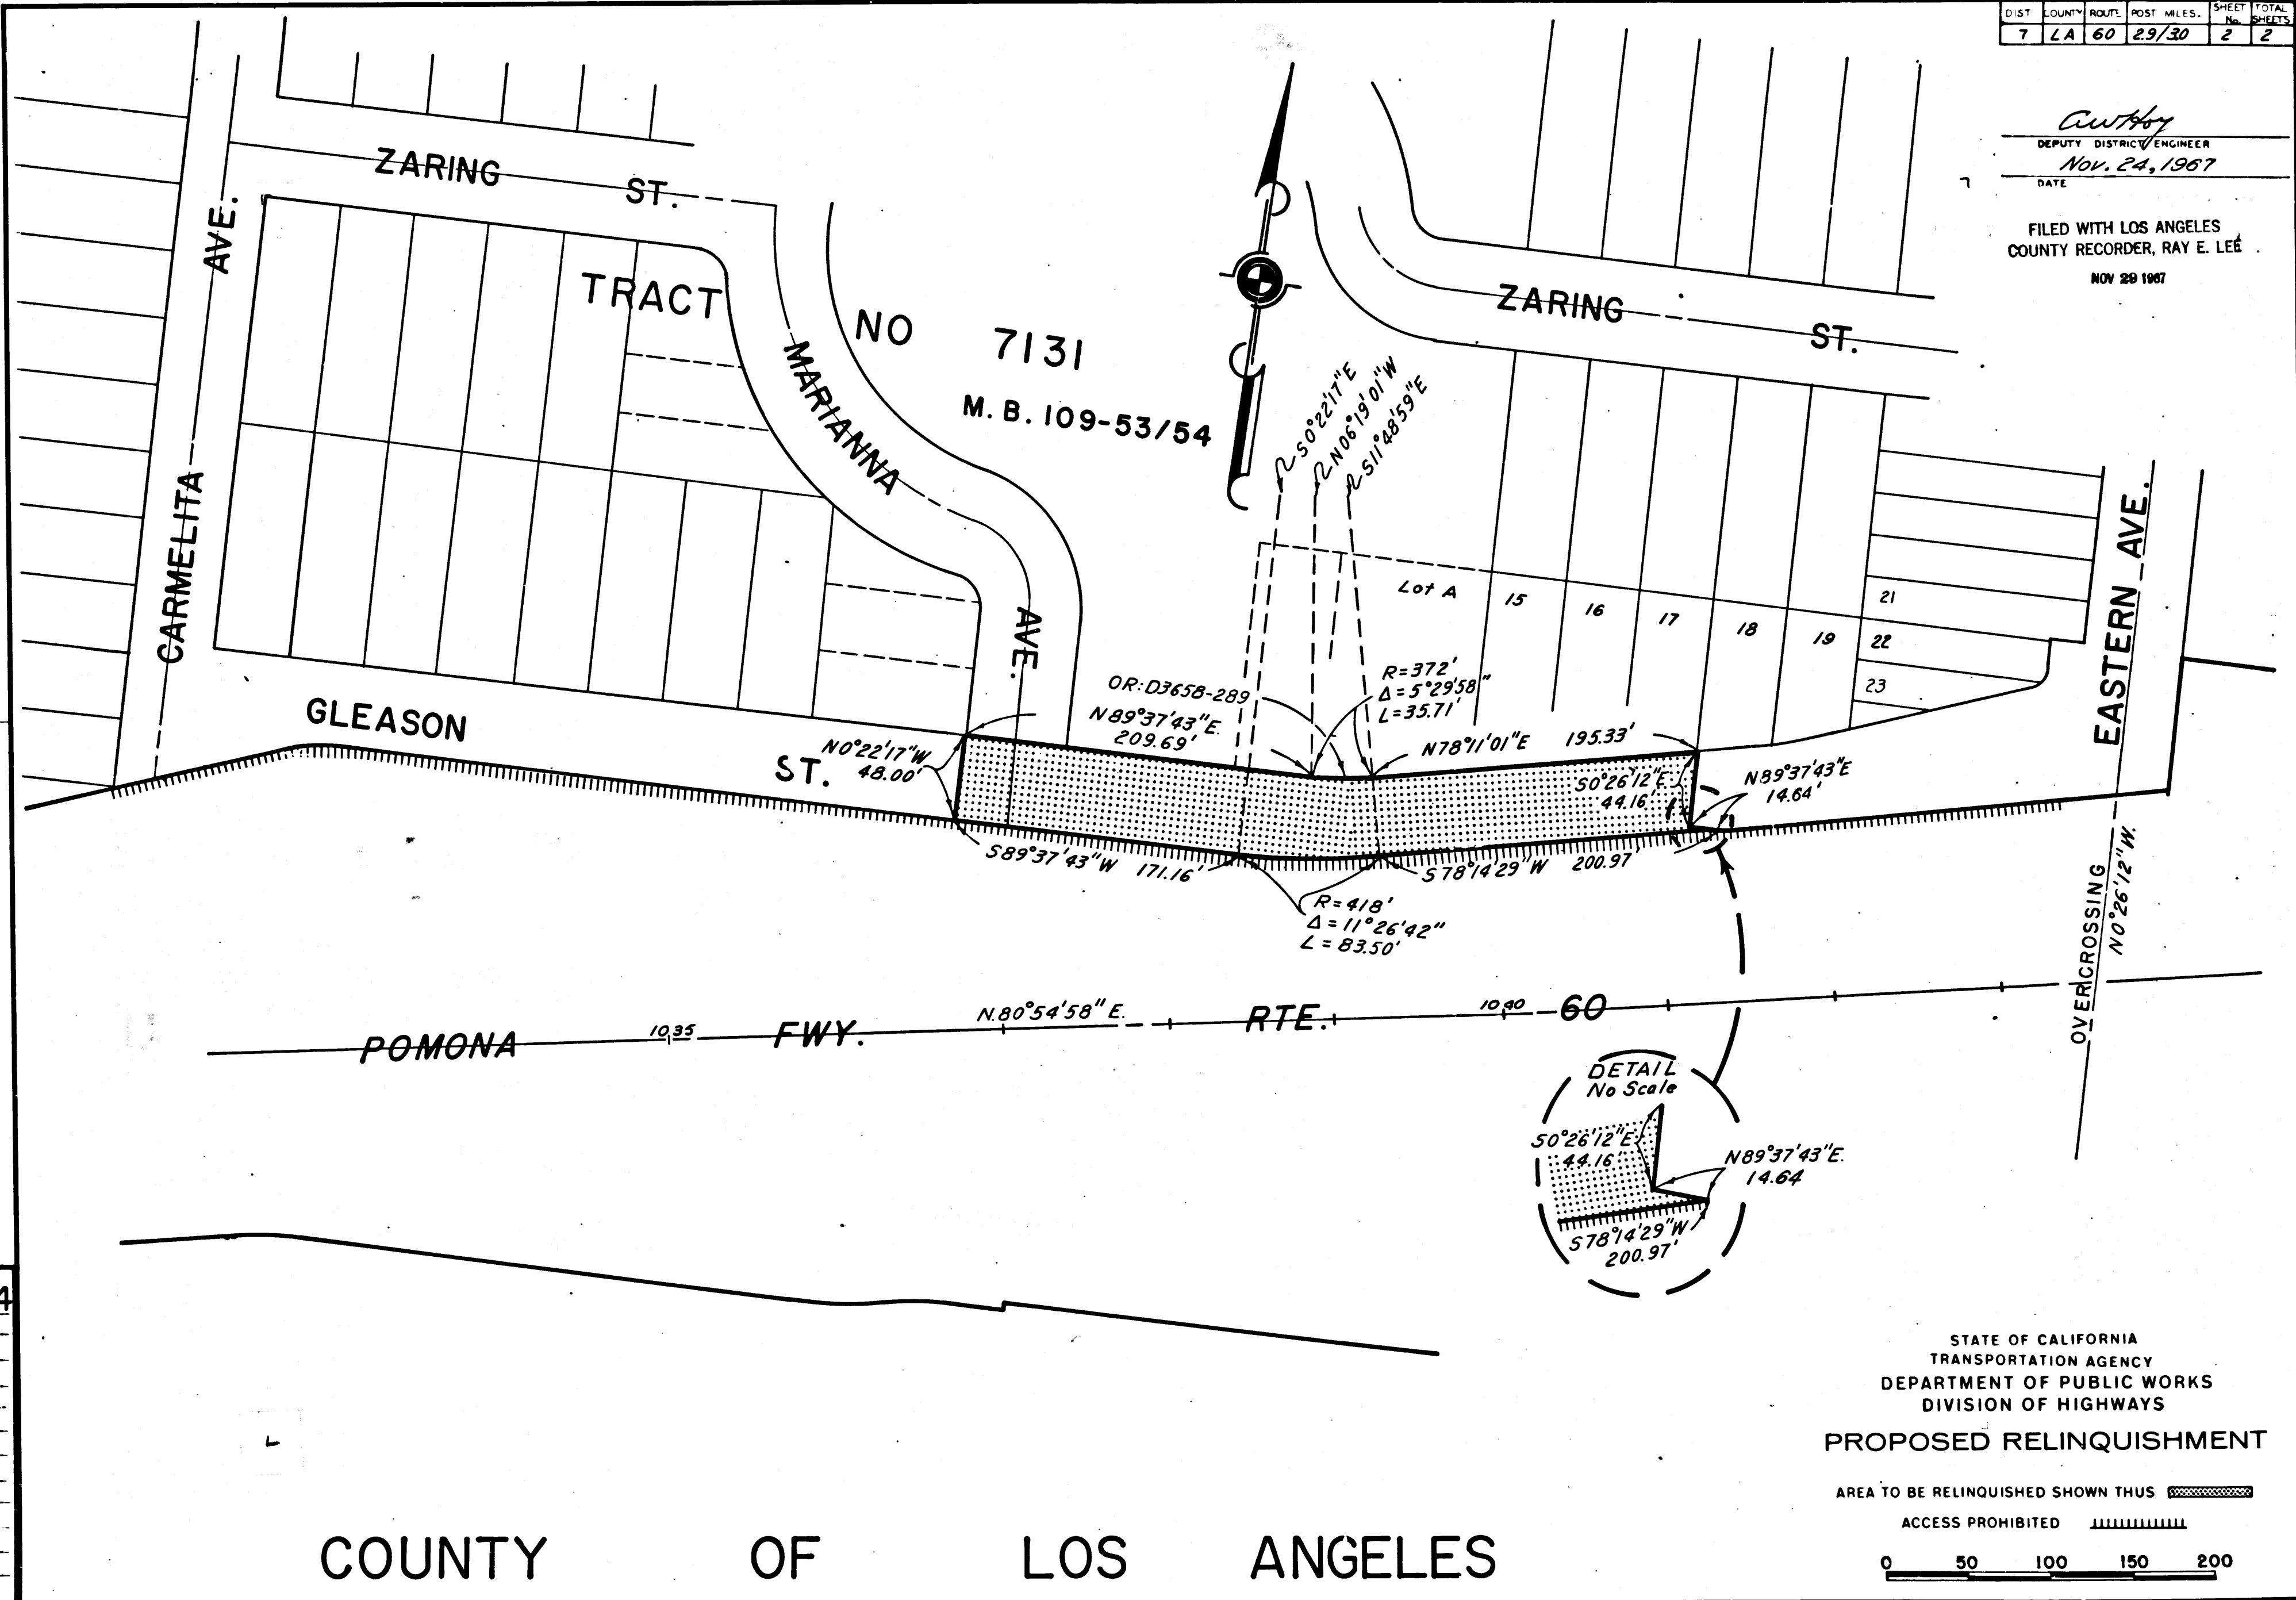 DIST COUNTY ROUTE POST MILES. SHEET No. TOTAL SHEETS
7 LA 60 2.9/3.0 2 2
DEPUTY DISTRICT ENGINEER
Nov. 24, 1967
DATE
FILED WITH LOS ANGELES
COUNTY RECORDER, RAY E. LEE
NOV 29 1967
ZARING ST.
CARMELITA AVE.
TRACT NO 7131
M.B. 109-53/54
MARIANNA AVE.
ZARING ST.
S0°22'17"E
N06°19'01"W
S11°48'59"E
Lot A
15
16
17
18
19
21
22
23
EASTERN AVE.
GLEASON ST.
N0°22'17"W
48.00'
OR:D3658-289
N89°37'43"E.
209.69'
R=372'
Δ=5°29'58"
L=35.71'
N78°11'01"E 195.33'
S0°26'12"E
44.16'
N89°37'43"E
14.64'
S89°37'43"W 171.16'
R=418'
Δ=11°26'42"
L=83.50'
S78°14'29"W 200.97'
OVERCROSSING
N0°26'12"W.
POMONA FWY. RTE. 60
1035
N.80°54'58"E.
1040
DETAIL
No Scale
S0°26'12"E
44.16'
N89°37'43"E.
14.64
S78°14'29"W
200.97'
STATE OF CALIFORNIA
TRANSPORTATION AGENCY
DEPARTMENT OF PUBLIC WORKS
DIVISION OF HIGHWAYS
PROPOSED RELINQUISHMENT
AREA TO BE RELINQUISHED SHOWN THUS
ACCESS PROHIBITED
0 50 100 150 200
COUNTY OF LOS ANGELES